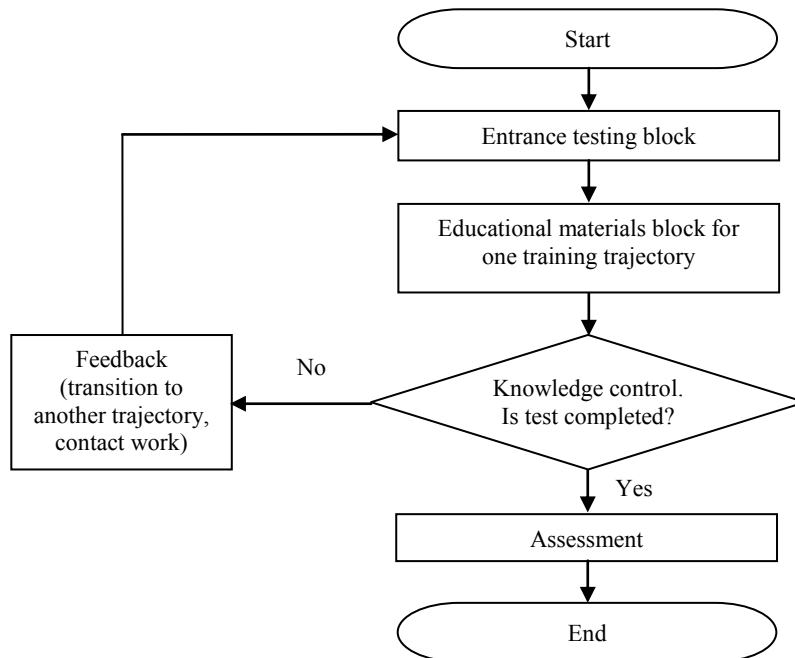 Start
Entrance testing block
Educational materials block for
one training trajectory
Feedback
(transition to
another trajectory,
contact work)
No
Knowledge control.
Is test completed?
Yes
Assessment
End